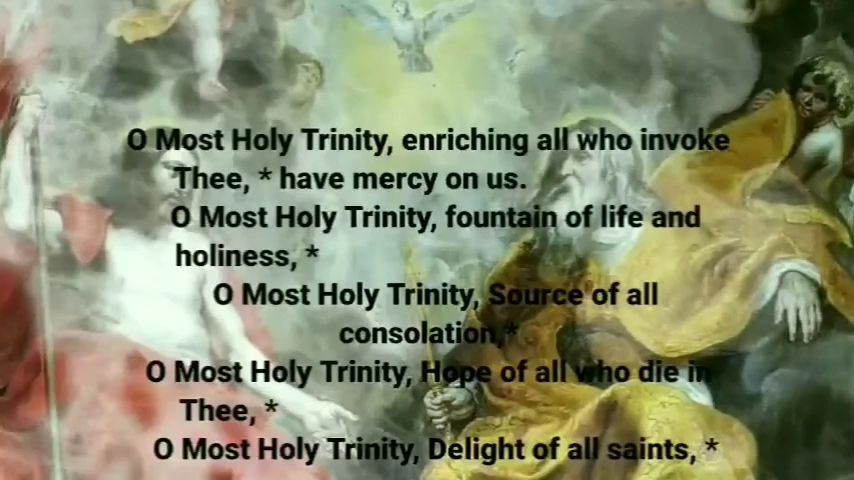 O Most Holy Trinity, enriching all who invoke
Thee, * have mercy on us.
O Most Holy Trinity, fountain of life and
holiness, *
O Most Holy Trinity, Source of all
consolation,*
O Most Holy Trinity, Hope of all who die in
Thee, *
O Most Holy Trinity, Delight of all saints, *